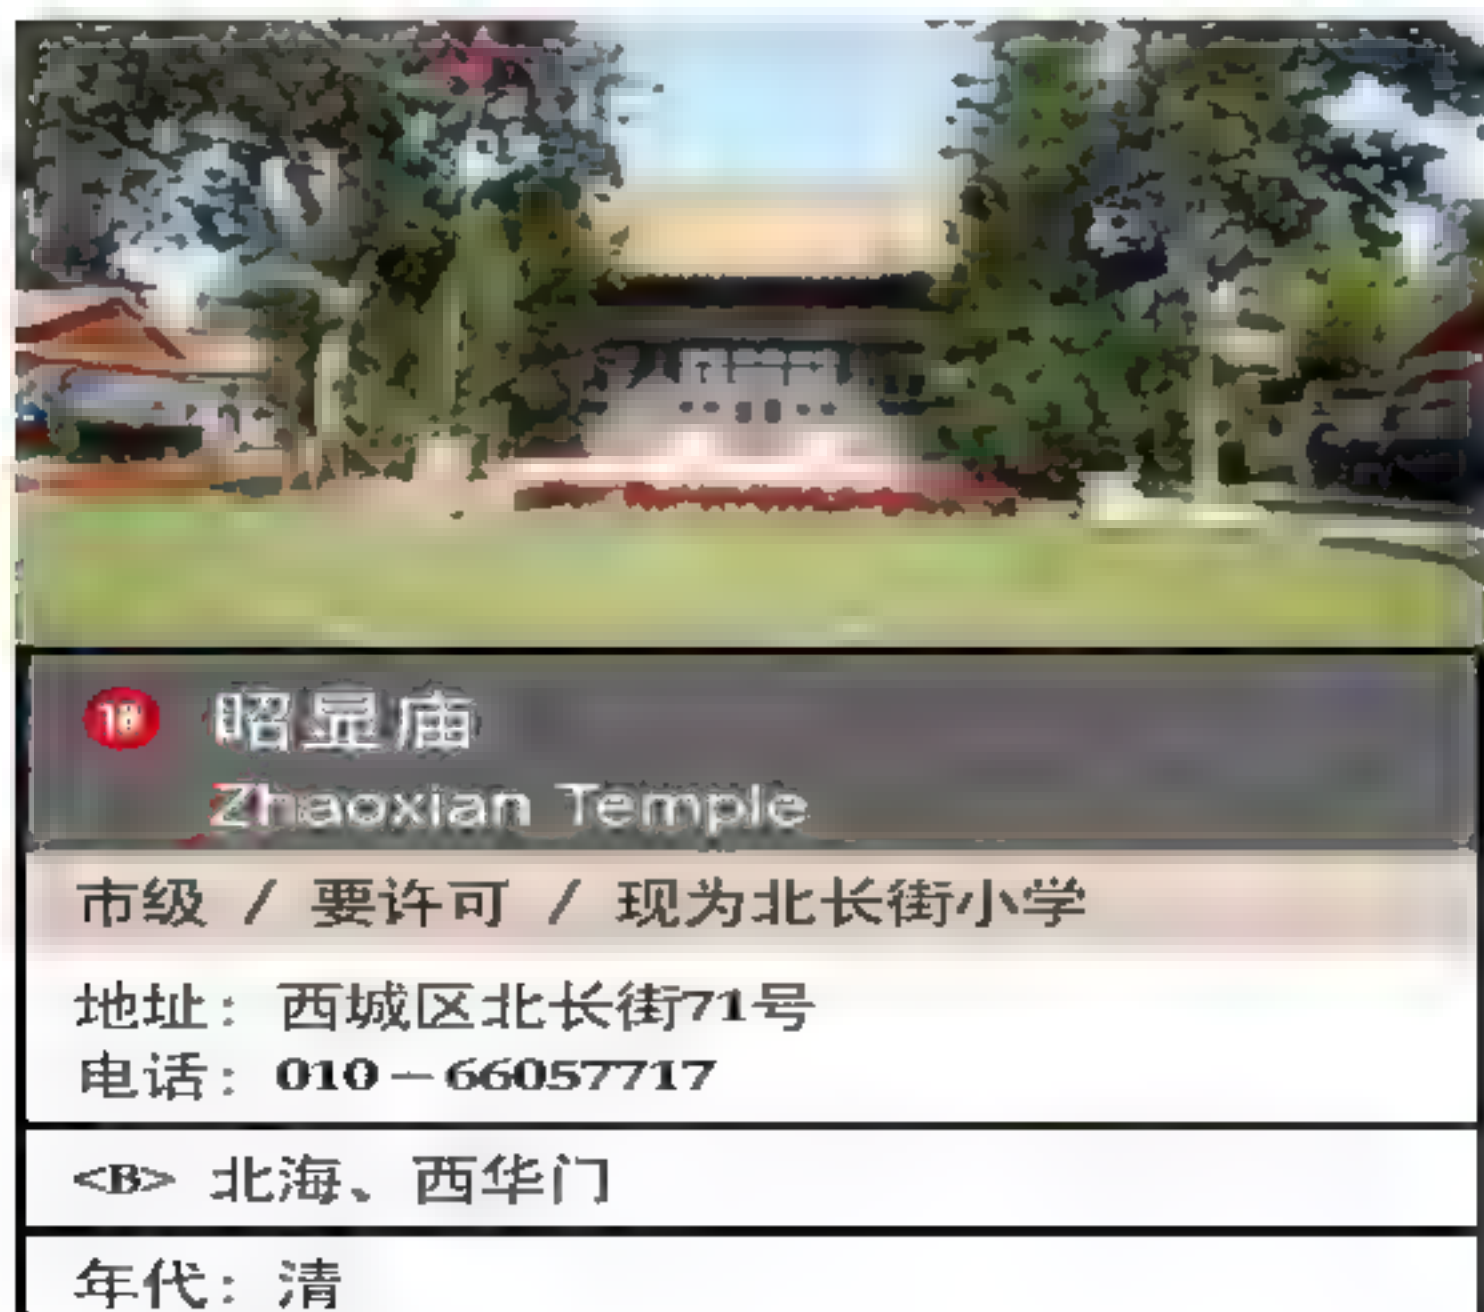 18 昭显庙
Zhaoxian Temple
市级 / 要许可 / 现为北长街小学
地址：西城区北长街71号
电话：010－66057717
<B> 北海、西华门
年代：清